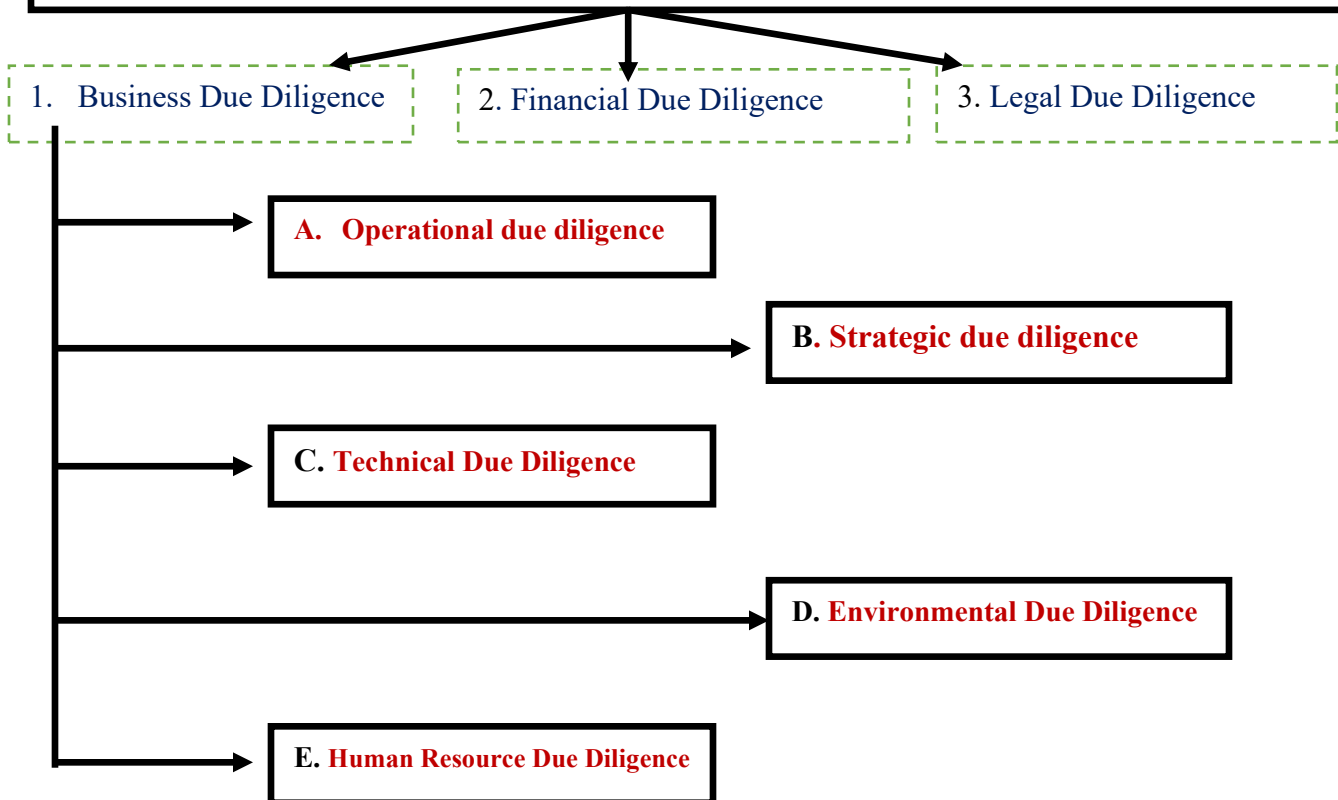 1. Business Due Diligence
2. Financial Due Diligence
3. Legal Due Diligence
A. Operational due diligence
B. Strategic due diligence
C. Technical Due Diligence
D. Environmental Due Diligence
E. Human Resource Due Diligence